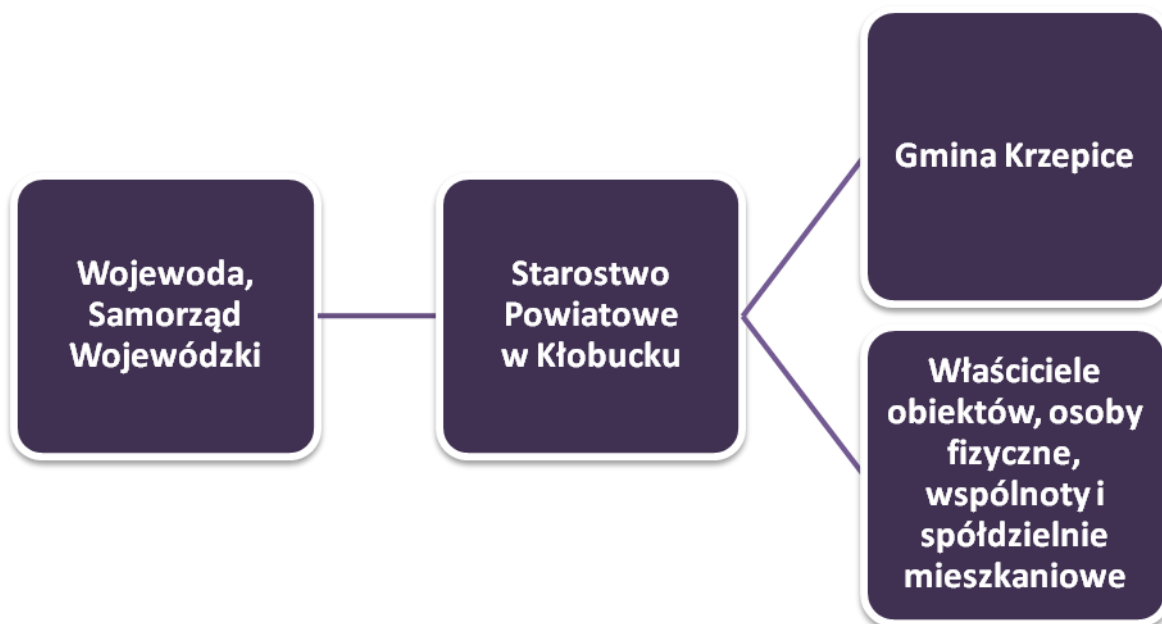 Wojewoda,
Samorząd
Wojewódzki
Starostwo
Powiatowe
w Kłobucku
Gmina Krzepice
Właściciele
obiektów, osoby
fizyczne,
wspólnoty i
spółdzielnie
mieszkaniowe